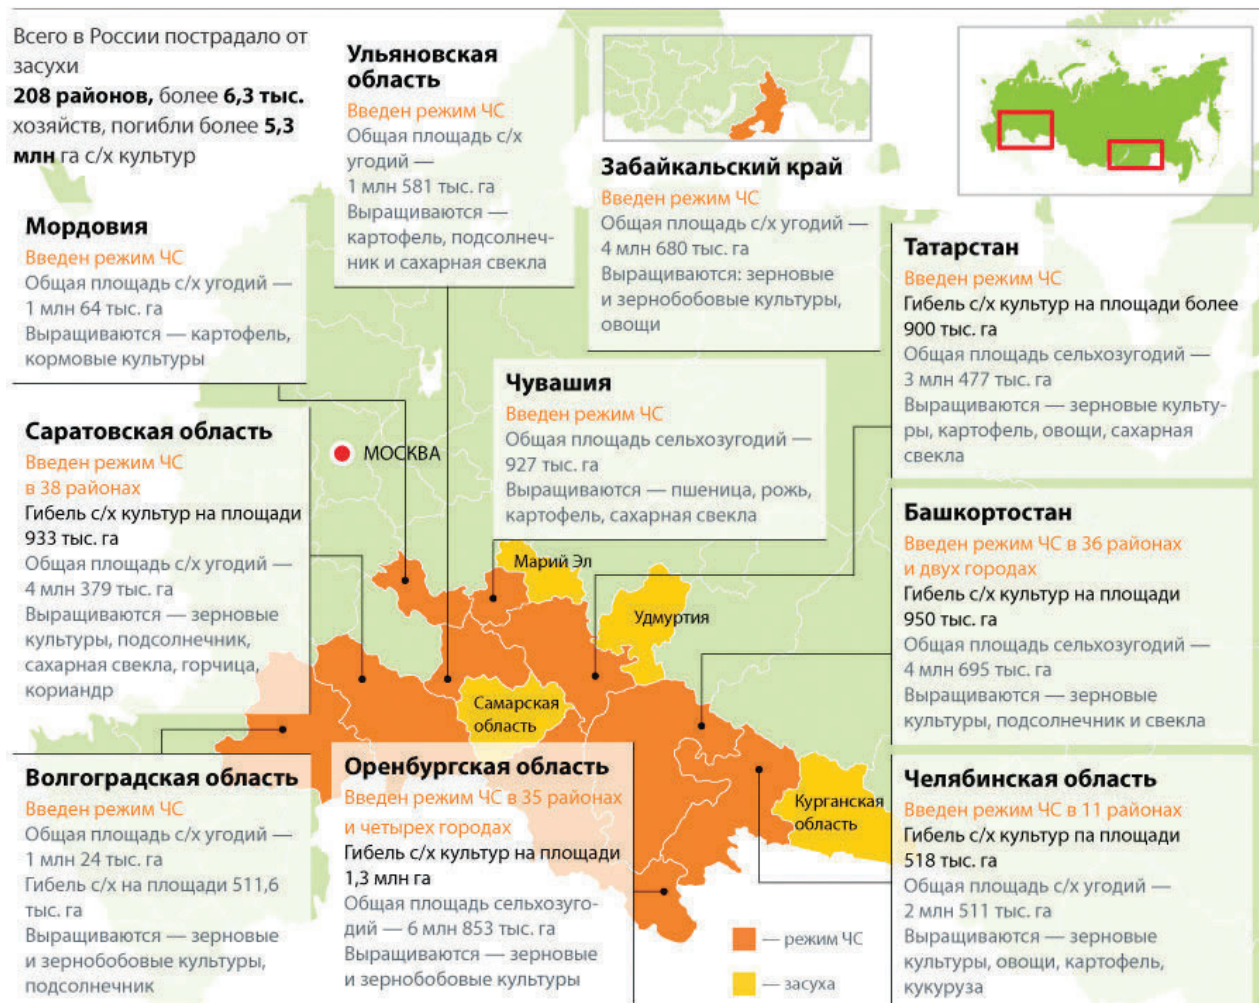 Всего в России пострадало от
засухи
208 районов, более 6,3 тыс.
хозяйств, погибли более 5,3
млн га с/х культур
Ульяновская
область
Введен режим ЧС
Общая площадь с/х
угодий —
1 млн 581 тыс. га
Выращиваются —
картофель, подсолнеч-
ник и сахарная свекла
Забайкальский край
Введен режим ЧС
Общая площадь с/х угодий —
4 млн 680 тыс. га
Выращиваются: зерновые
и зернобобовые культуры,
овощи
Мордовия
Введен режим ЧС
Общая площадь с/х угодий —
1 млн 64 тыс. га
Выращиваются — картофель,
кормовые культуры
Татарстан
Введен режим ЧС
Гибель с/х культур на площади более
900 тыс. га
Общая площадь сельхозугодий —
3 млн 477 тыс. га
Выращиваются — зерновые культу-
ры, картофель, овощи, сахарная
свекла
Чувашия
Введен режим ЧС
Общая площадь сельхозугодий —
927 тыс. га
Выращиваются — пшеница, рожь,
картофель, сахарная свекла
Саратовская область
Введен режим ЧС
в 38 районах
Гибель с/х культур на площади
933 тыс. га
Общая площадь с/х угодий —
4 млн 379 тыс. га
Выращиваются — зерновые
культуры, подсолнечник,
сахарная свекла, горчица,
кориандр
МОСКВА
Марий Эл
Удмуртия
Самарская
область
Курганская
область
Башкортостан
Введен режим ЧС в 36 районах
и двух городах
Гибель с/х культур на площади
950 тыс. га
Общая площадь сельхозугодий —
4 млн 695 тыс. га
Выращиваются — зерновые
культуры, подсолнечник и свекла
Волгоградская область
Введен режим ЧС
Общая площадь с/х угодий —
1 млн 24 тыс. га
Гибель с/х на площади 511,6
тыс. га
Выращиваются — зерновые
и зернобобовые культуры,
подсолнечник
Оренбургская область
Введен режим ЧС в 35 районах
и четырех городах
Гибель с/х культур на площади
1,3 млн га
Общая площадь сельхозуго-
дий — 6 млн 853 тыс. га
Выращиваются — зерновые
и зернобобовые культуры
Челябинская область
Введен режим ЧС в 11 районах
Гибель с/х культур па площади
518 тыс. га
Общая площадь с/х угодий —
2 млн 511 тыс. га
Выращиваются — зерновые
культуры, овощи, картофель,
кукуруза
— режим ЧС
— засуха